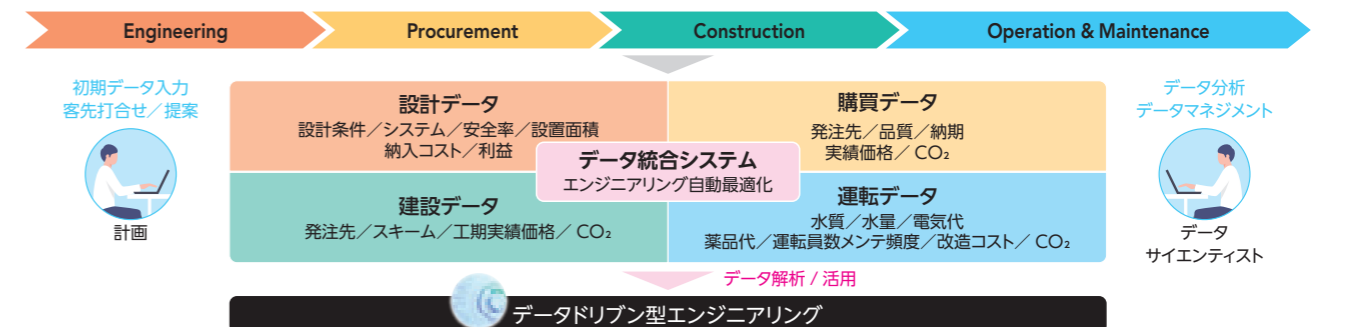 Engineering
Procurement
Construction
Operation & Maintenance
初期データ入力
客先打合せ／提案
計画
設計データ
設計条件／システム／安全率／設置面積
納入コスト／利益
購買データ
発注先／品質／納期
実績価格／ CO₂
データ統合システム
エンジニアリング自動最適化
建設データ
発注先／スキーム／工期実績価格／ CO₂
運転データ
水質／水量／電気代
薬品代／運転員数メンテ頻度／改造コスト／ CO₂
データ分析
データマネジメント
データ
サイエンティスト
データ解析 / 活用
データドリブン型エンジニアリング